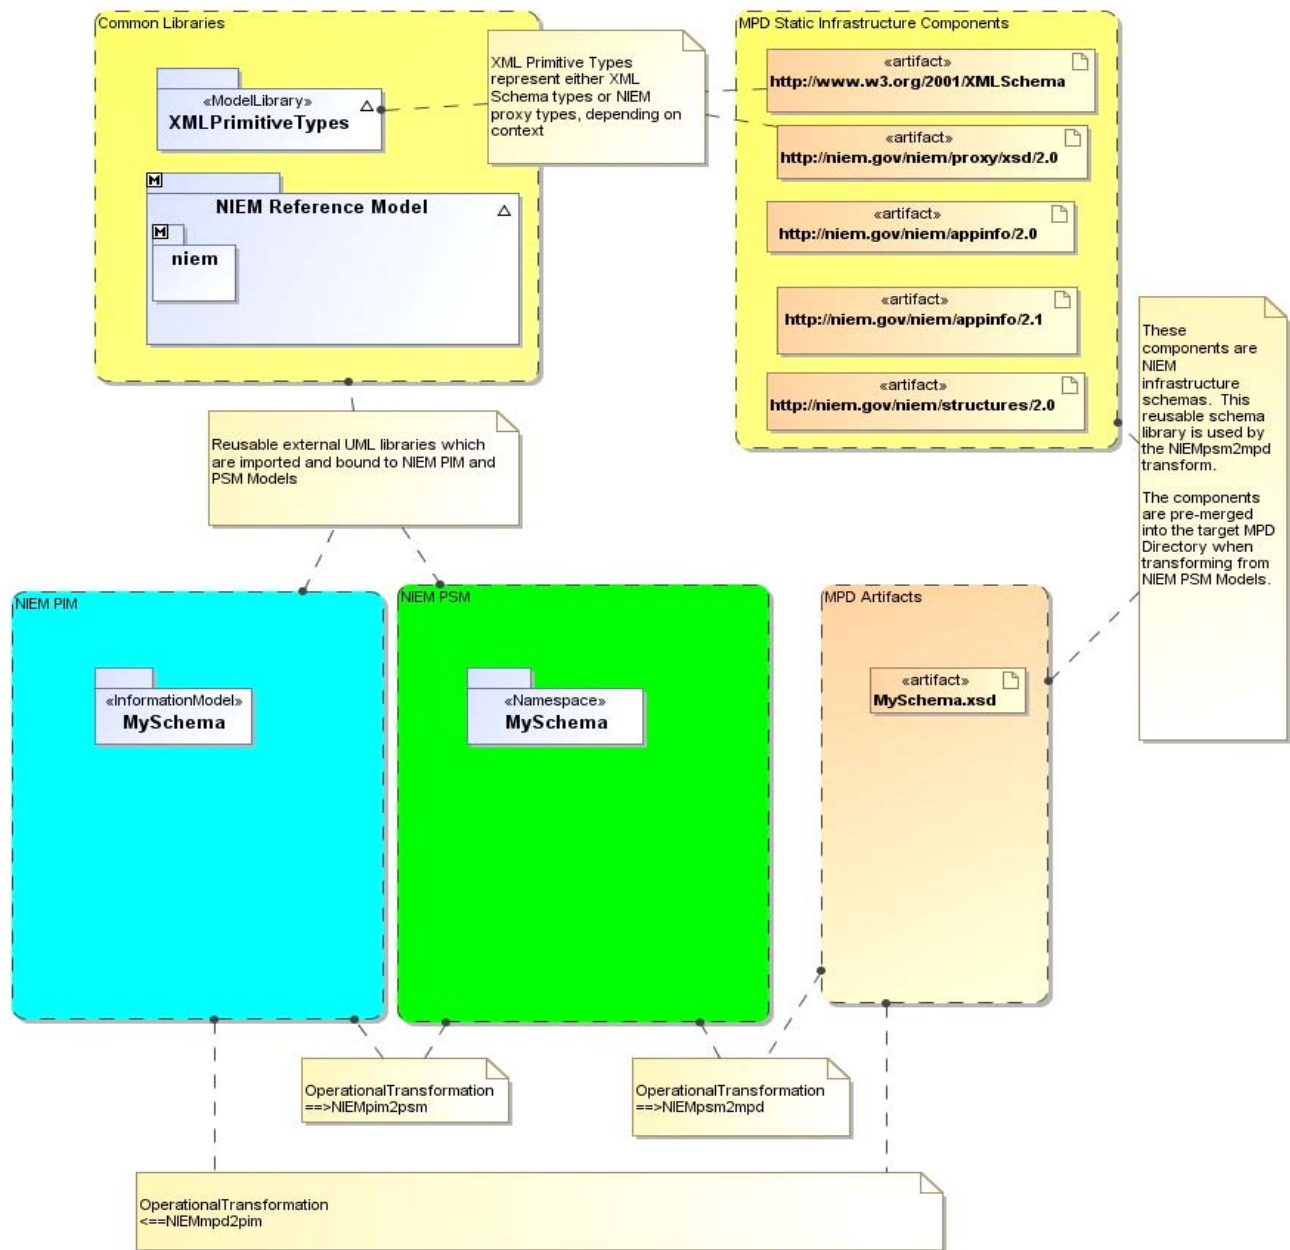 Common Libraries
«ModelLibrary»
XMLPrimitiveTypes
M
NIEM Reference Model
M
niem
XML Primitive Types
represent either XML
Schema types or NIEM
proxy types, depending on
context
MPD Static Infrastructure Components
«artifact»
http://www.w3.org/2001/XMLSchema
«artifact»
http://niem.gov/niem/proxy/xsd/2.0
«artifact»
http://niem.gov/niem/appinfo/2.0
«artifact»
http://niem.gov/niem/appinfo/2.1
«artifact»
http://niem.gov/niem/structures/2.0
These
components are
NIEM
infrastructure
schemas. This
reusable schema
library is used by
the NIEMpsm2mpd
transform.
The components
are pre-merged
into the target MPD
Directory when
transforming from
NIEM PSM Models.
Reusable external UML libraries which
are imported and bound to NIEM PIM and
PSM Models
NIEM PIM
«InformationModel»
MySchema
NIEM PSM
«Namespace»
MySchema
MPD Artifacts
«artifact»
MySchema.xsd
OperationalTransformation
==>NIEMpim2psm
OperationalTransformation
==>NIEMpsm2mpd
OperationalTransformation
<==NIEMmpd2pim